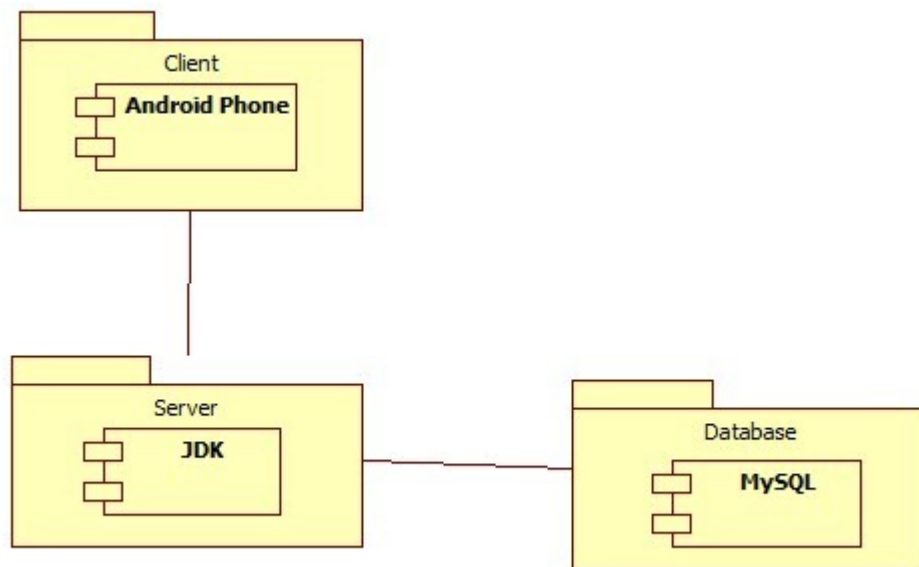 Client
Android Phone
Server
JDK
Database
MySQL